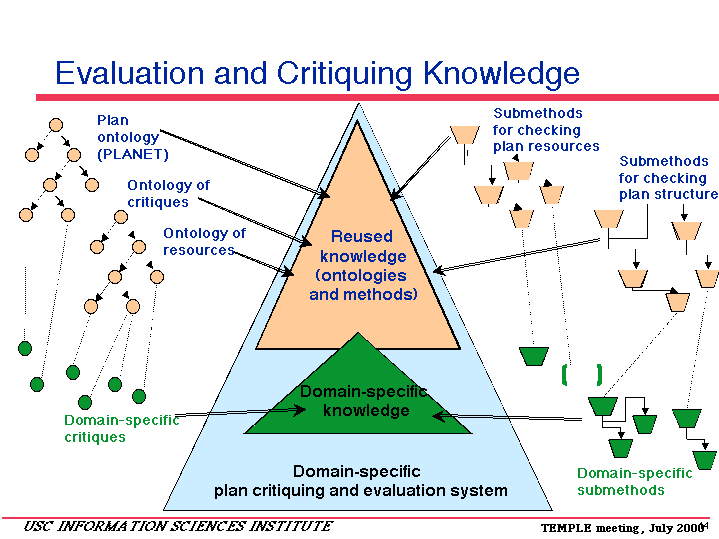 Evaluation and Critiquing Knowledge
Plan
ontology
(PLANET)
Ontology of
critiques
Ontology of
resources
Submethods
for checking
plan resources
Submethods
for checking
plan structure
Reused
knowledge
(ontologies
and methods)
Domain-specific
knowledge
Domain-specific
critiques
Domain-specific
plan critiquing and evaluation system
Domain-specific
submethods
USC INFORMATION SCIENCES INSTITUTE
TEMPLE meeting, July 2000